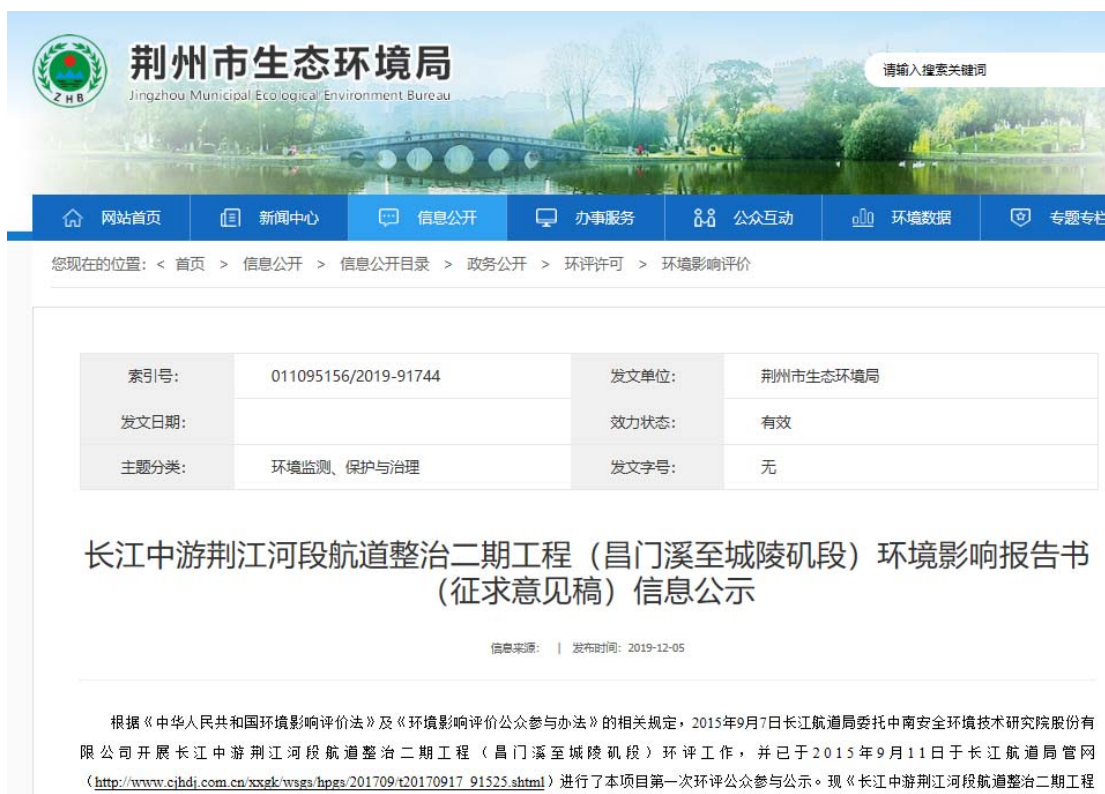 荆州市生态环境局
Jingzhou Municipal Ecological Environment Bureau
ZHB
请输入搜索关键词
网站首页 新闻中心 信息公开 办事服务 公众互动 环境数据 专题专栏
您现在的位置：< 首页 > 信息公开 > 信息公开目录 > 政务公开 > 环评许可 > 环境影响评价
索引号： 011095156/2019-91744 发文单位： 荆州市生态环境局
发文日期： 效力状态： 有效
主题分类： 环境监测、保护与治理 发文字号： 无
长江中游荆江河段航道整治二期工程（昌门溪至城陵矶段）环境影响报告书
（征求意见稿）信息公示
信息来源： | 发布时间：2019-12-05
根据《中华人民共和国环境影响评价法》及《环境影响评价公众参与办法》的相关规定，2015年9月7日长江航道局委托中南安全环境技术研究院股份有
限公司开展长江中游荆江河段航道整治二期工程（昌门溪至城陵矶段）环评工作，并已于2015年9月11日于长江航道局管网
（http://www.cjhdj.com.cn/xxgk/wsgs/hpgs/201709/t20170917_91525.shtml）进行了本项目第一次环评公众参与公示。现《长江中游荆江河段航道整治二期工程